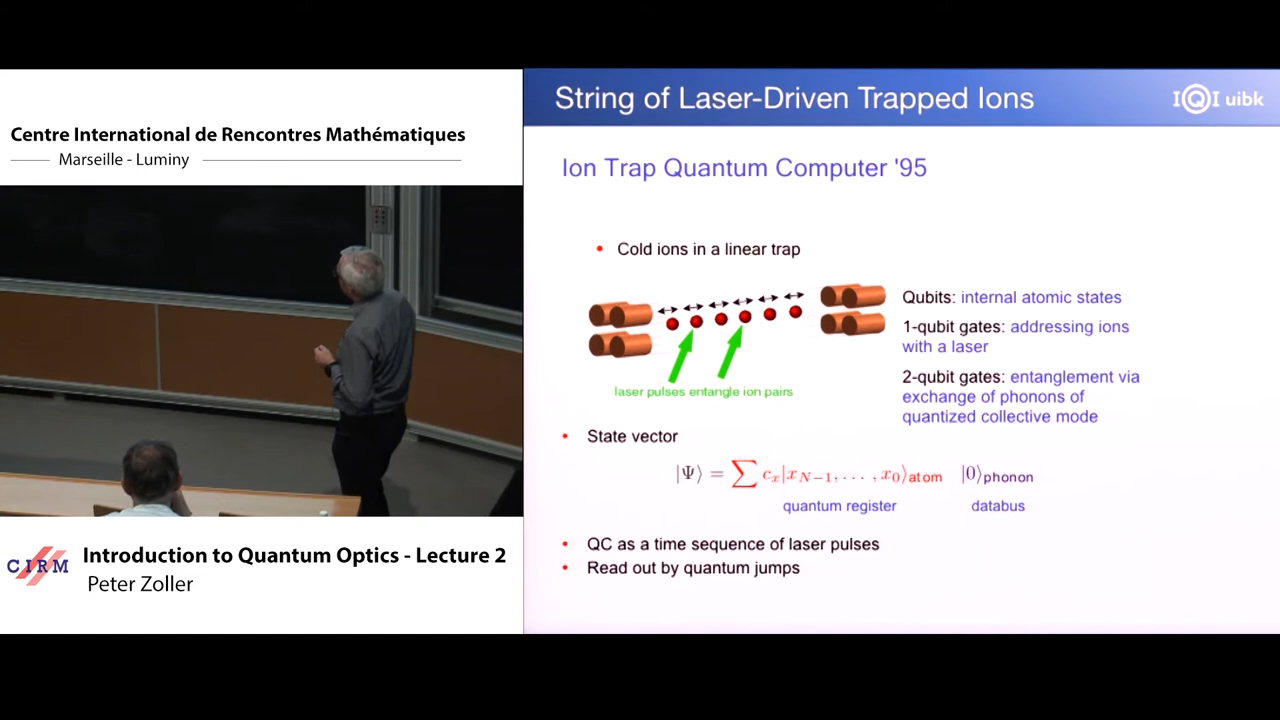 Centre International de Rencontres Mathématiques
Marseille - Luminy
CIRM
Introduction to Quantum Optics - Lecture 2
Peter Zoller
String of Laser-Driven Trapped Ions
IQI uibk
Ion Trap Quantum Computer '95
• Cold ions in a linear trap
laser pulses entangle ion pairs
Qubits: internal atomic states
1-qubit gates: addressing ions
with a laser
2-qubit gates: entanglement via
exchange of phonons of
quantized collective mode
• State vector
|Ψ⟩ = ∑ cₓ|x_{N−1}, . . . , x₀⟩atom |0⟩phonon
quantum register databus
• QC as a time sequence of laser pulses
• Read out by quantum jumps